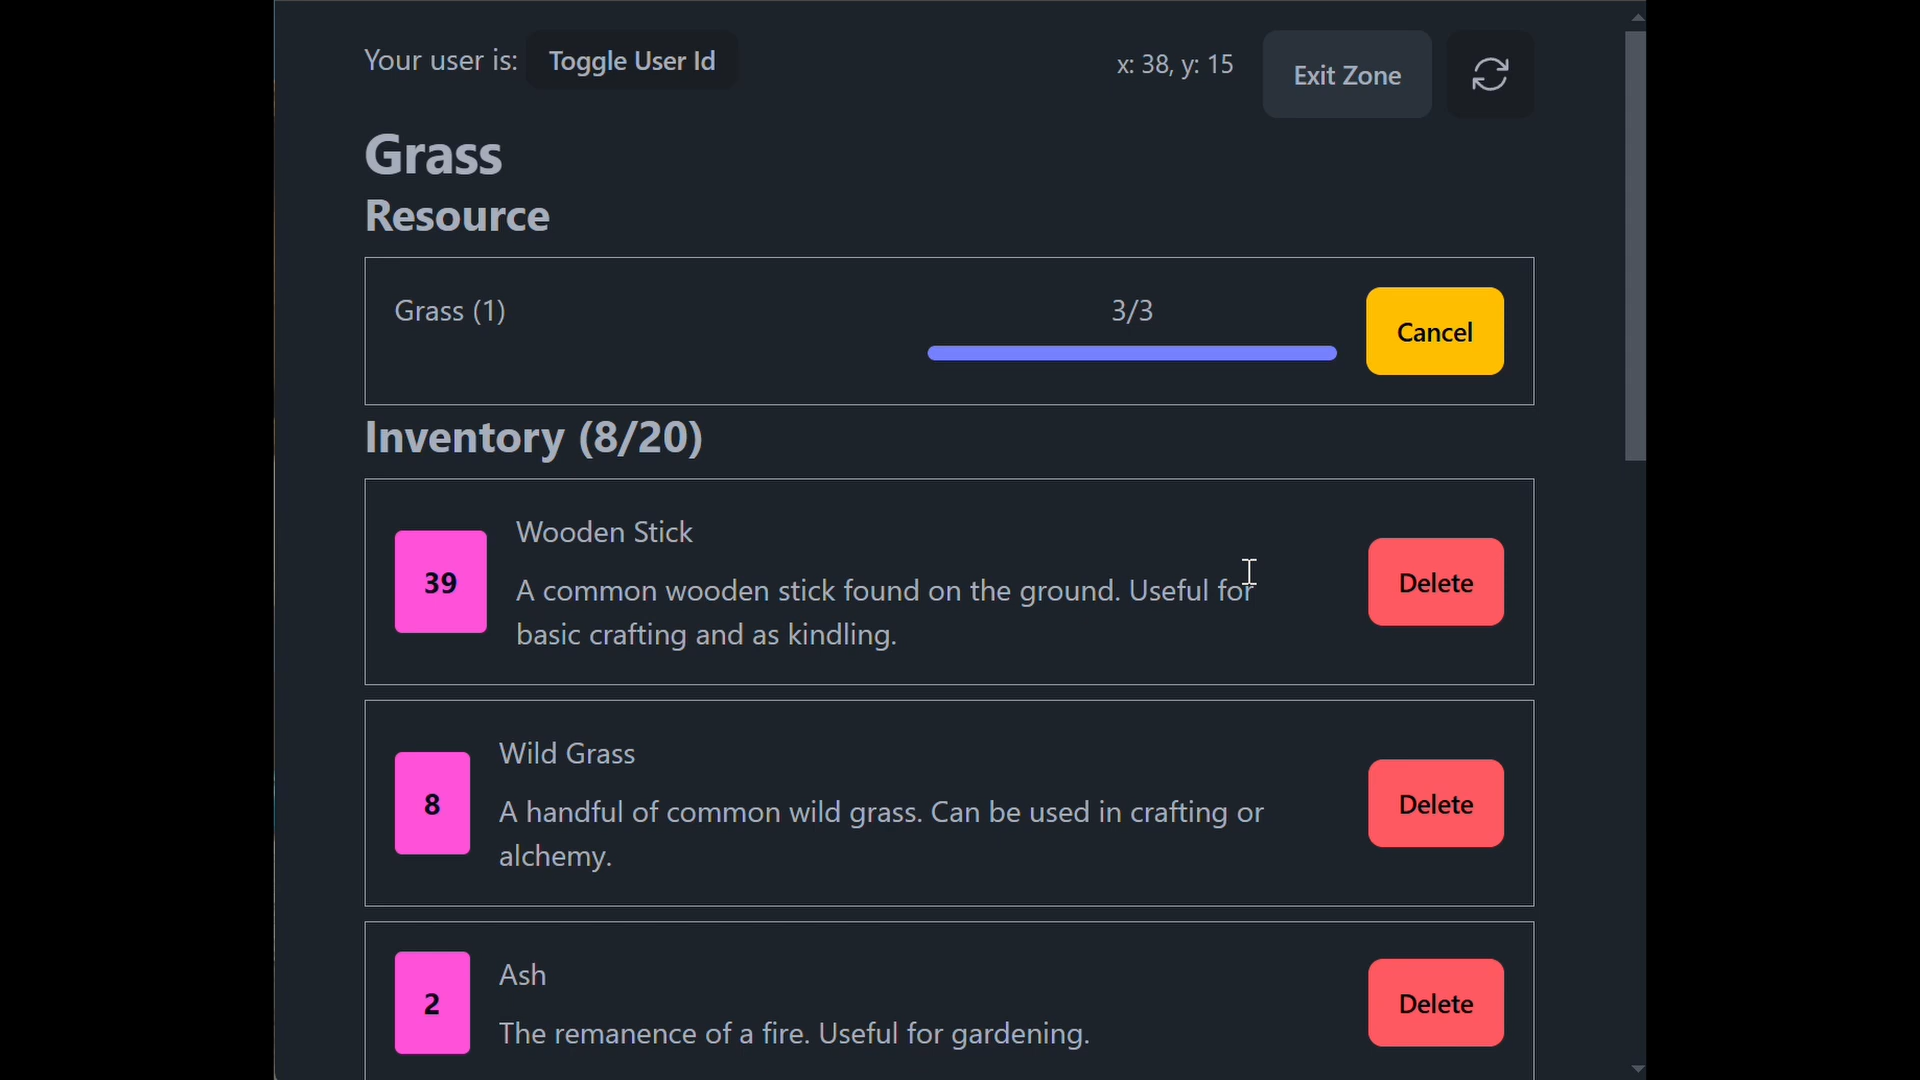 Your user is: Toggle User Id
x: 38, y: 15
Exit Zone
Grass
Resource
Grass (1)
3/3
Cancel
Inventory (8/20)
39
Wooden Stick
A common wooden stick found on the ground. Useful for
basic crafting and as kindling.
Delete
8
Wild Grass
A handful of common wild grass. Can be used in crafting or
alchemy.
Delete
2
Ash
The remanence of a fire. Useful for gardening.
Delete